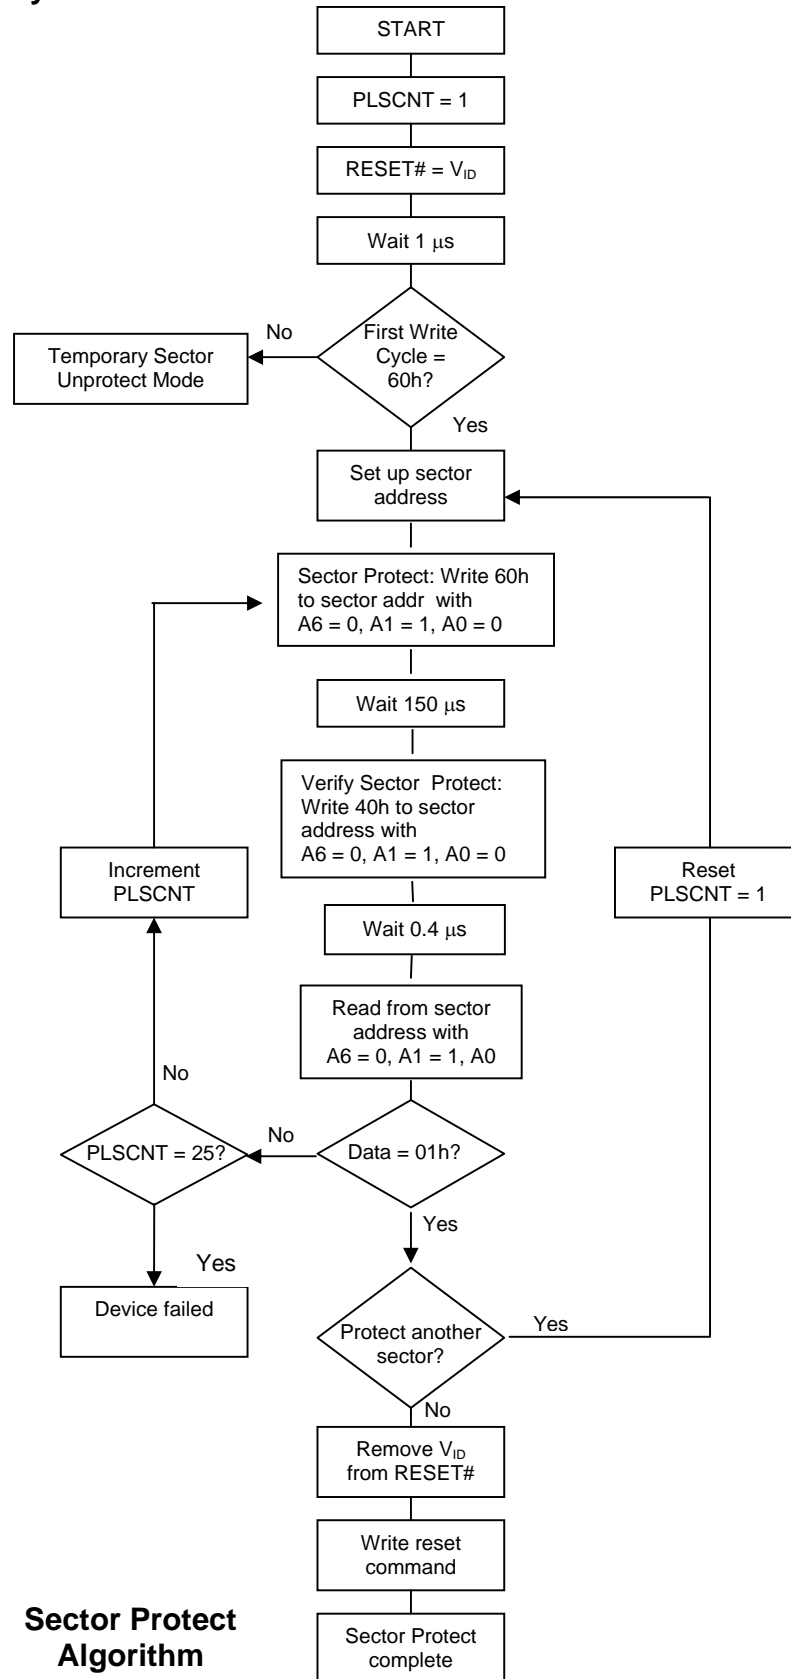 START
PLSCNT = 1
RESET# = VID
Wait 1 μs
First Write
Cycle =
60h?
No
Temporary Sector
Unprotect Mode
Yes
Set up sector
address
Sector Protect: Write 60h
to sector addr with
A6 = 0, A1 = 1, A0 = 0
Wait 150 μs
Verify Sector Protect:
Write 40h to sector
address with
A6 = 0, A1 = 1, A0 = 0
Increment
PLSCNT
Reset
PLSCNT = 1
Wait 0.4 μs
Read from sector
address with
A6 = 0, A1 = 1, A0
No
PLSCNT = 25?
No
Data = 01h?
Yes
Yes
Device failed
Protect another
sector?
Yes
No
Remove VID
from RESET#
Write reset
command
Sector Protect
complete
Sector Protect
Algorithm